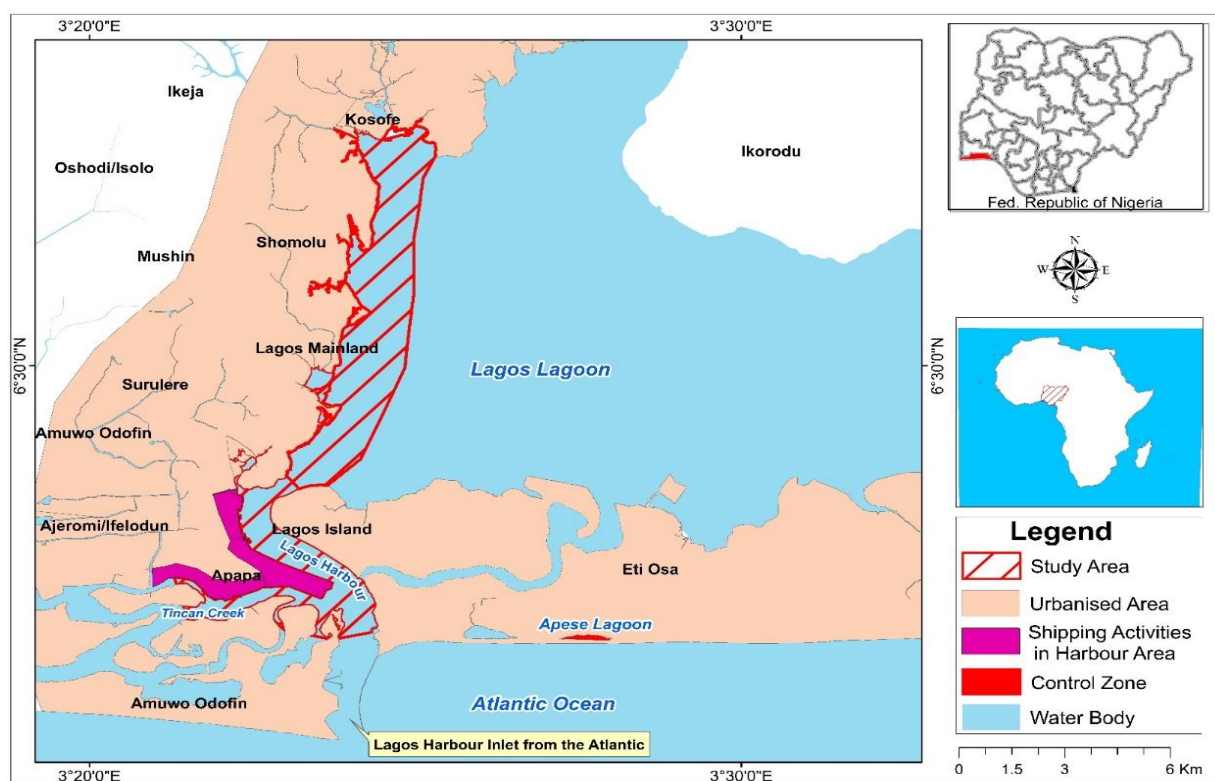 3°20'0"E
3°30'0"E
Ikeja
Kosofe
Oshodi/Isolo
Ikorodu
Shomolu
Mushin
Lagos Mainland
Lagos Lagoon
6°30'0"N
6°30'0"N
Surulere
Amuwo Odofin
Ajeromi/Ifelodun
Lagos Island
Lagos Harbour
Apapa
Eti Osa
Tincan Creek
Apese Lagoon
Amuwo Odofin
Atlantic Ocean
Lagos Harbour Inlet from the Atlantic
3°20'0"E
3°30'0"E
Fed. Republic of Nigeria
N
W
E
S
Legend
Study Area
Urbanised Area
Shipping Activities
in Harbour Area
Control Zone
Water Body
0 1.5 3 6 Km